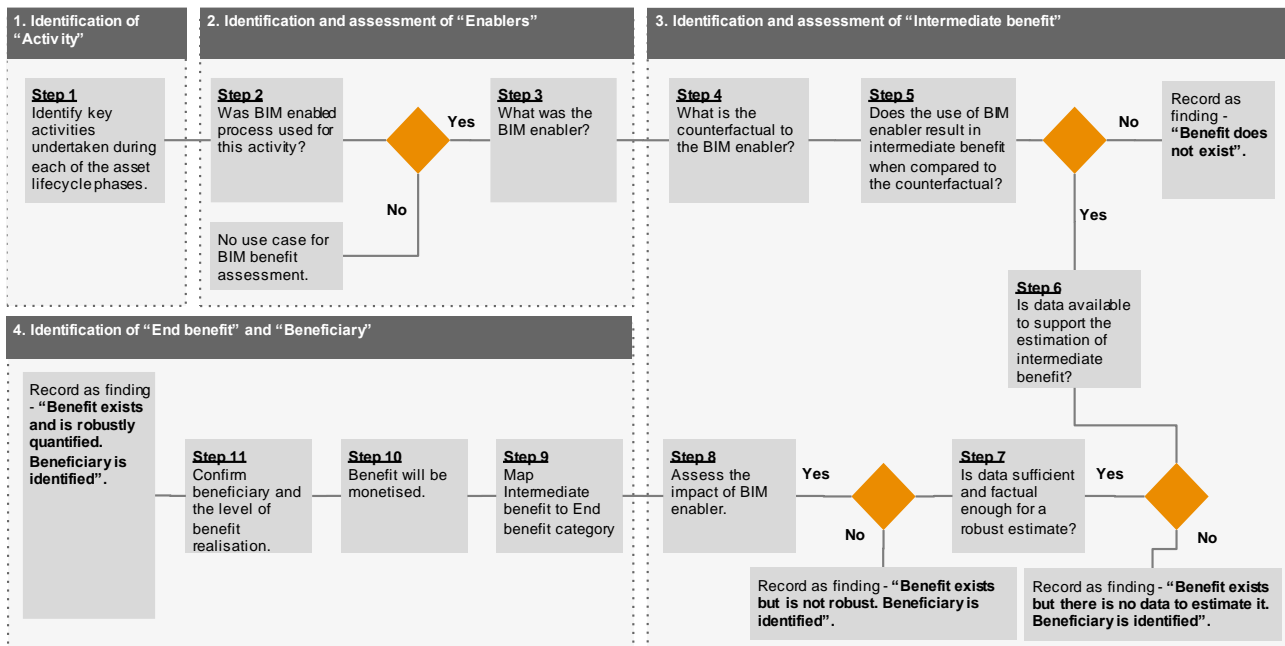 1. Identification of
“Activity”
2. Identification and assessment of “Enablers”
3. Identification and assessment of “Intermediate benefit”
Step 1
Identify key
activities
undertaken during
each of the asset
lifecycle phases.
Step 2
Was BIM enabled
process used for
this activity?
Yes
No
No use case for
BIM benefit
assessment.
Step 3
What was the
BIM enabler?
Step 4
What is the
counterfactual to
the BIM enabler?
Step 5
Does the use of BIM
enabler result in
intermediate benefit
when compared to
the counterfactual?
No
Record as
finding -
“Benefit does
not exist”.
Yes
Step 6
Is data available
to support the
estimation of
intermediate
benefit?
Step 7
Is data sufficient
and factual
enough for a
robust estimate?
Yes
No
Record as finding - “Benefit exists
but there is no data to estimate it.
Beneficiary is identified”.
Step 8
Assess the
impact of BIM
enabler.
Yes
No
Record as finding - “Benefit exists
but is not robust. Beneficiary is
identified”.
4. Identification of “End benefit” and “Beneficiary”
Step 9
Map
Intermediate
benefit to End
benefit category
Step 10
Benefit will be
monetised.
Step 11
Confirm
beneficiary and
the level of
benefit
realisation.
Record as finding
- “Benefit exists
and is robustly
quantified.
Beneficiary is
identified”.